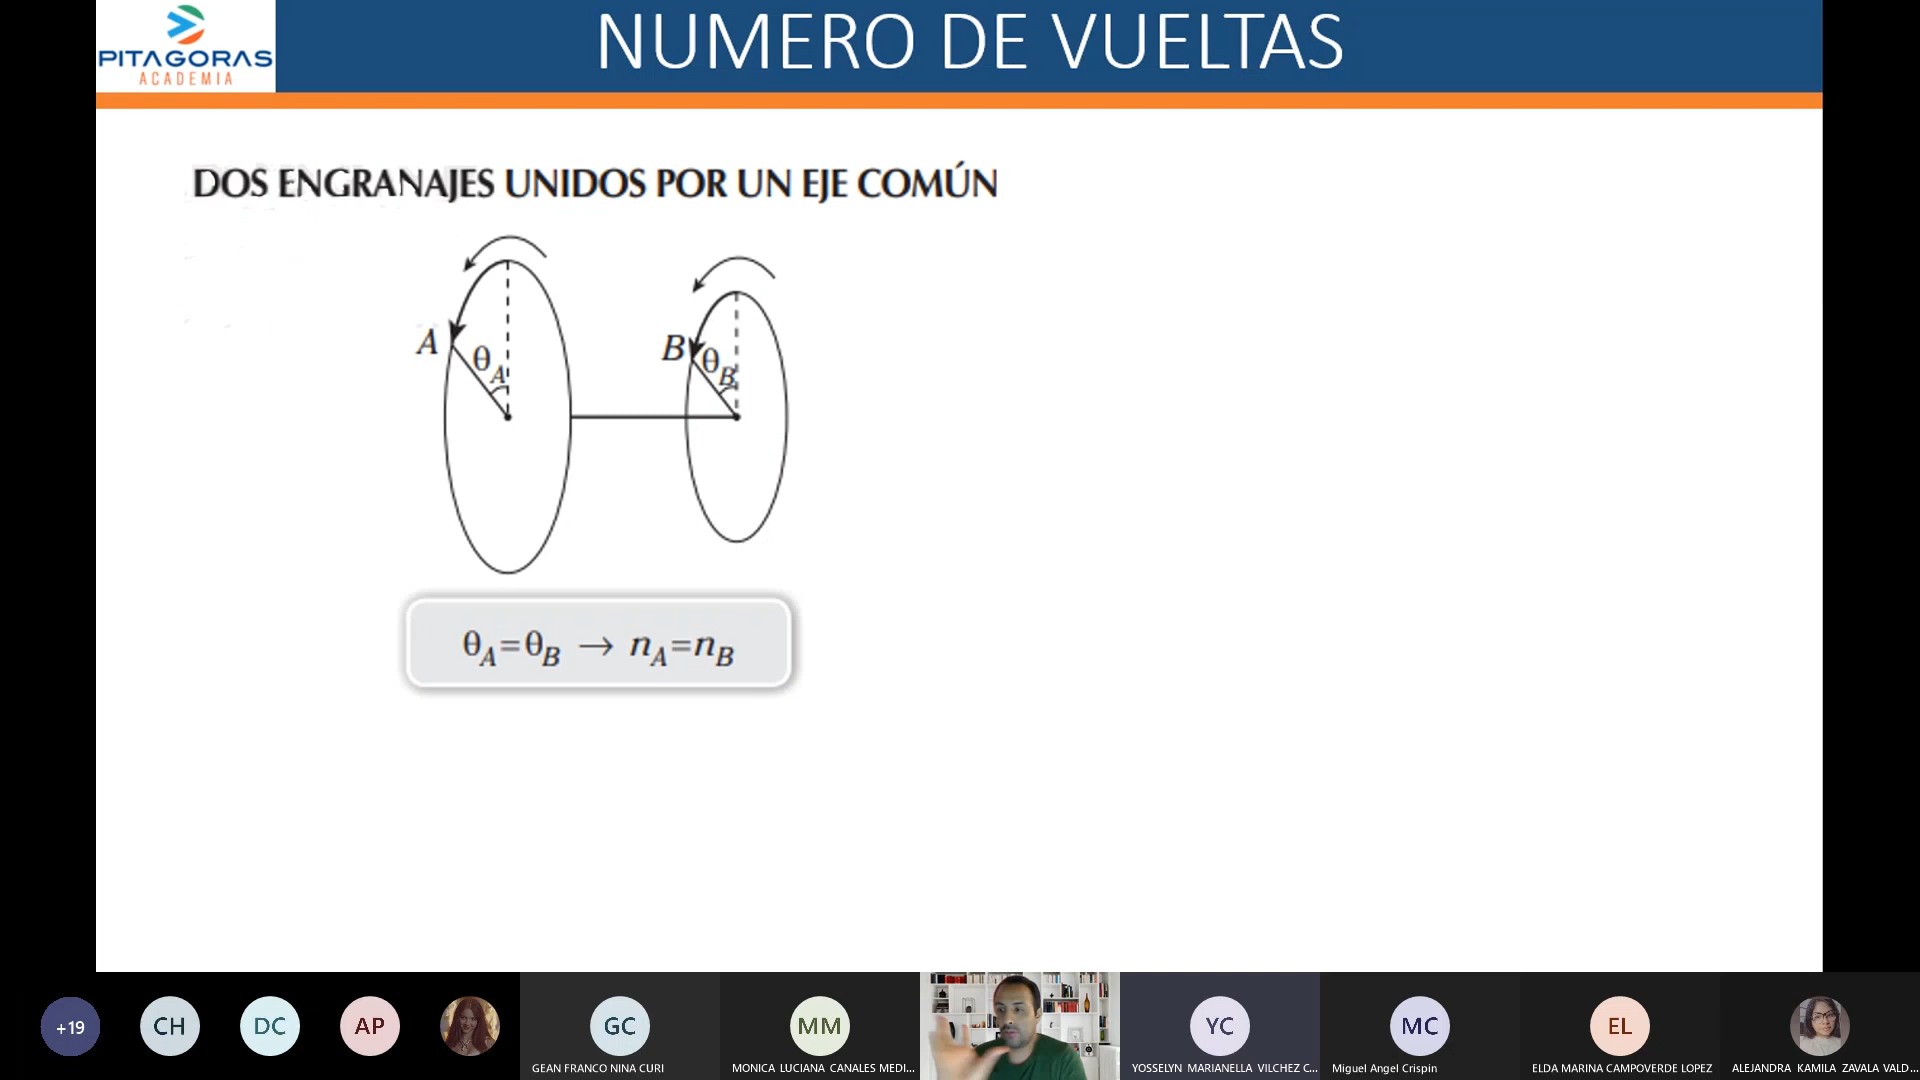 PITAGORAS
ACADEMIA
NUMERO DE VUELTAS
DOS ENGRANAJES UNIDOS POR UN EJE COMÚN
A
θ_A
B
θ_B
θ_A=θ_B → n_A=n_B
+19
CH
DC
AP
GC
GEAN FRANCO NINA CURI
MM
MONICA LUCIANA CANALES MEDI...
YC
YOSSELYN MARIANELLA VILCHEZ C...
MC
Miguel Angel Crispin
EL
ELDA MARINA CAMPOVERDE LOPEZ
ALEJANDRA KAMILA ZAVALA VALD...